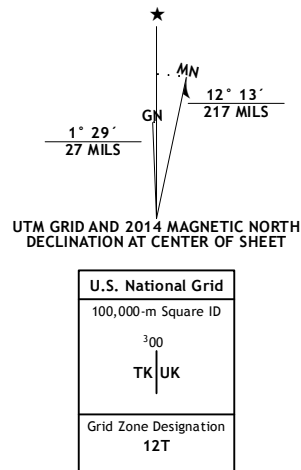 ★
MN
GN
12° 13´
217 MILS
1° 29´
27 MILS
UTM GRID AND 2014 MAGNETIC NORTH
DECLINATION AT CENTER OF SHEET
U.S. National Grid
100,000-m Square ID
³00
TK UK
Grid Zone Designation
12T